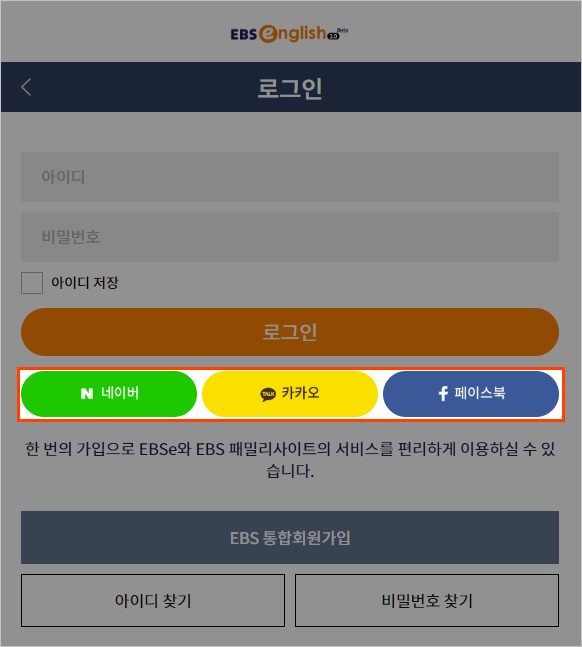 EBS english 2.0 Beta
로그인
아이디
비밀번호
아이디 저장
로그인
N 네이버
TALK 카카오
f 페이스북
한 번의 가입으로 EBSe와 EBS 패밀리사이트의 서비스를 편리하게 이용하실 수 있
습니다.
EBS 통합회원가입
아이디 찾기
비밀번호 찾기